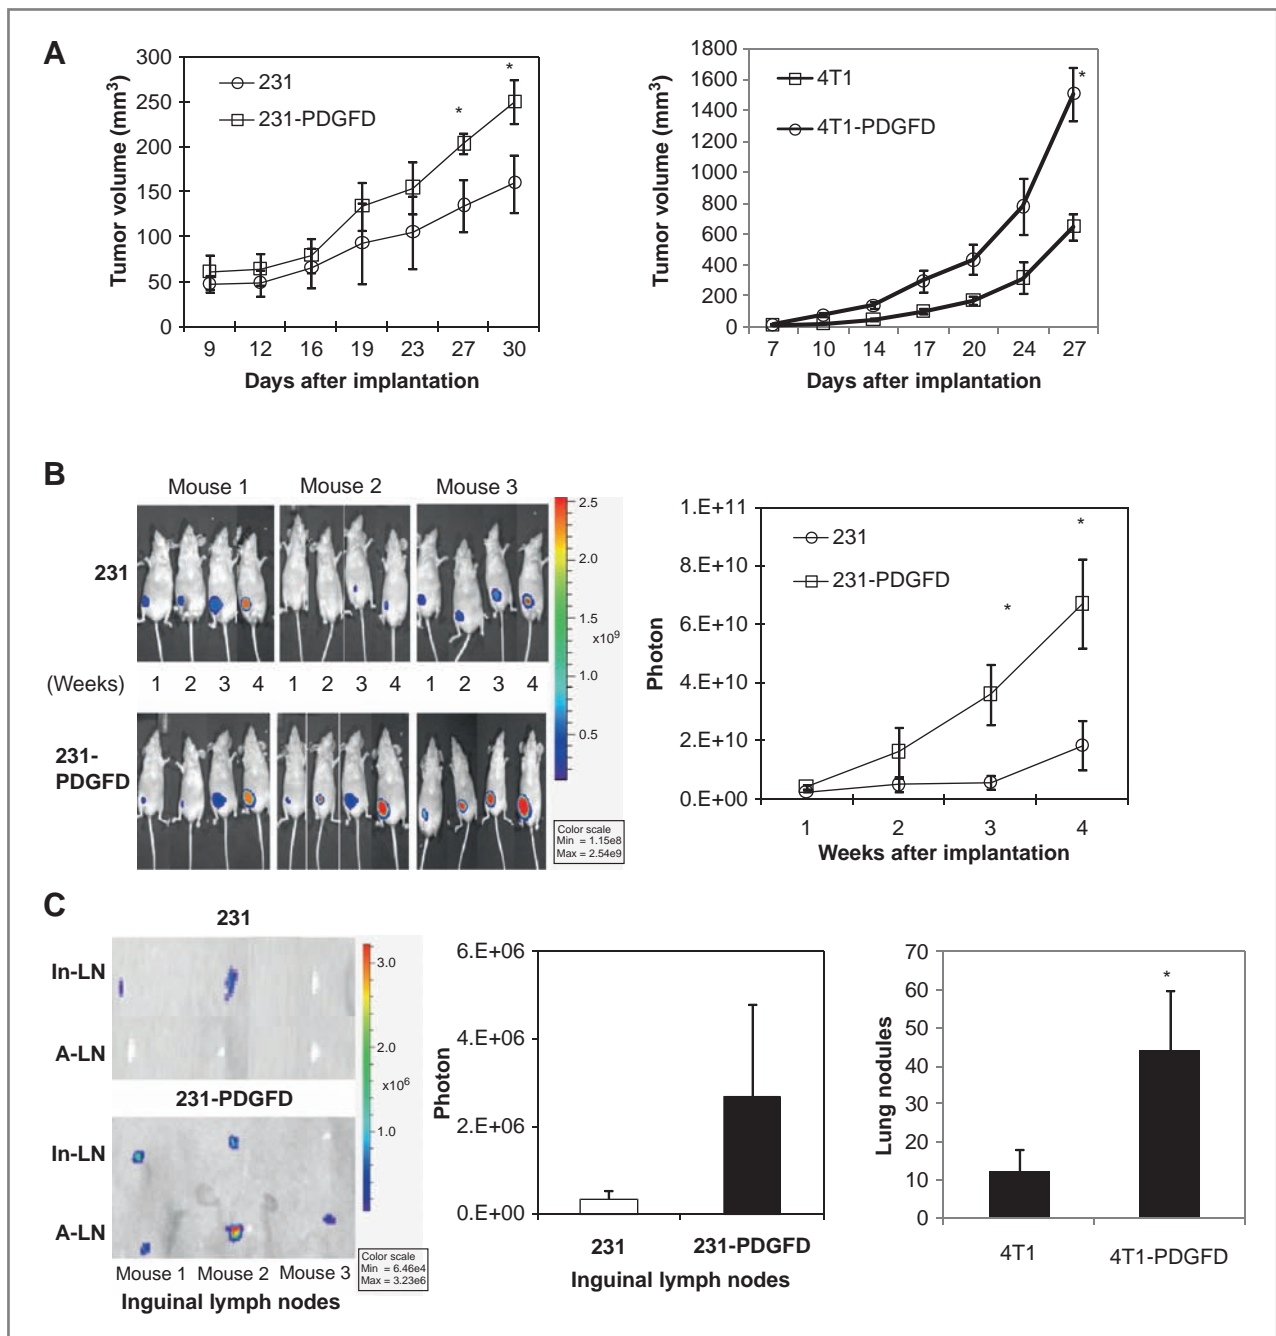 A
Tumor volume (mm³)
300
250
200
150
100
50
0
231
231-PDGFD
*
*
9 12 16 19 23 27 30
Days after implantation
Tumor volume (mm³)
1800
1600
1400
1200
1000
800
600
400
200
0
4T1
4T1-PDGFD
*
7 10 14 17 20 24 27
Days after implantation
B
Mouse 1 Mouse 2 Mouse 3
231
(Weeks) 1 2 3 4 1 2 3 4 1 2 3 4
231-
PDGFD
2.5
2.0
1.5
x10⁹
1.0
0.5
Color scale
Min = 1.15e8
Max = 2.54e9
Photon
1.E+11
8.E+10
6.E+10
4.E+10
2.E+10
0.E+00
231
231-PDGFD
*
*
1 2 3 4
Weeks after implantation
C
231
In-LN
A-LN
231-PDGFD
In-LN
A-LN
Mouse 1 Mouse 2 Mouse 3
Inguinal lymph nodes
3.0
2.0
x10⁶
1.0
Color scale
Min = 6.46e4
Max = 3.23e6
Photon
6.E+06
4.E+06
2.E+06
0.E+00
231 231-PDGFD
Inguinal lymph nodes
Lung nodules
70
60
50
40
30
20
10
0
*
4T1 4T1-PDGFD